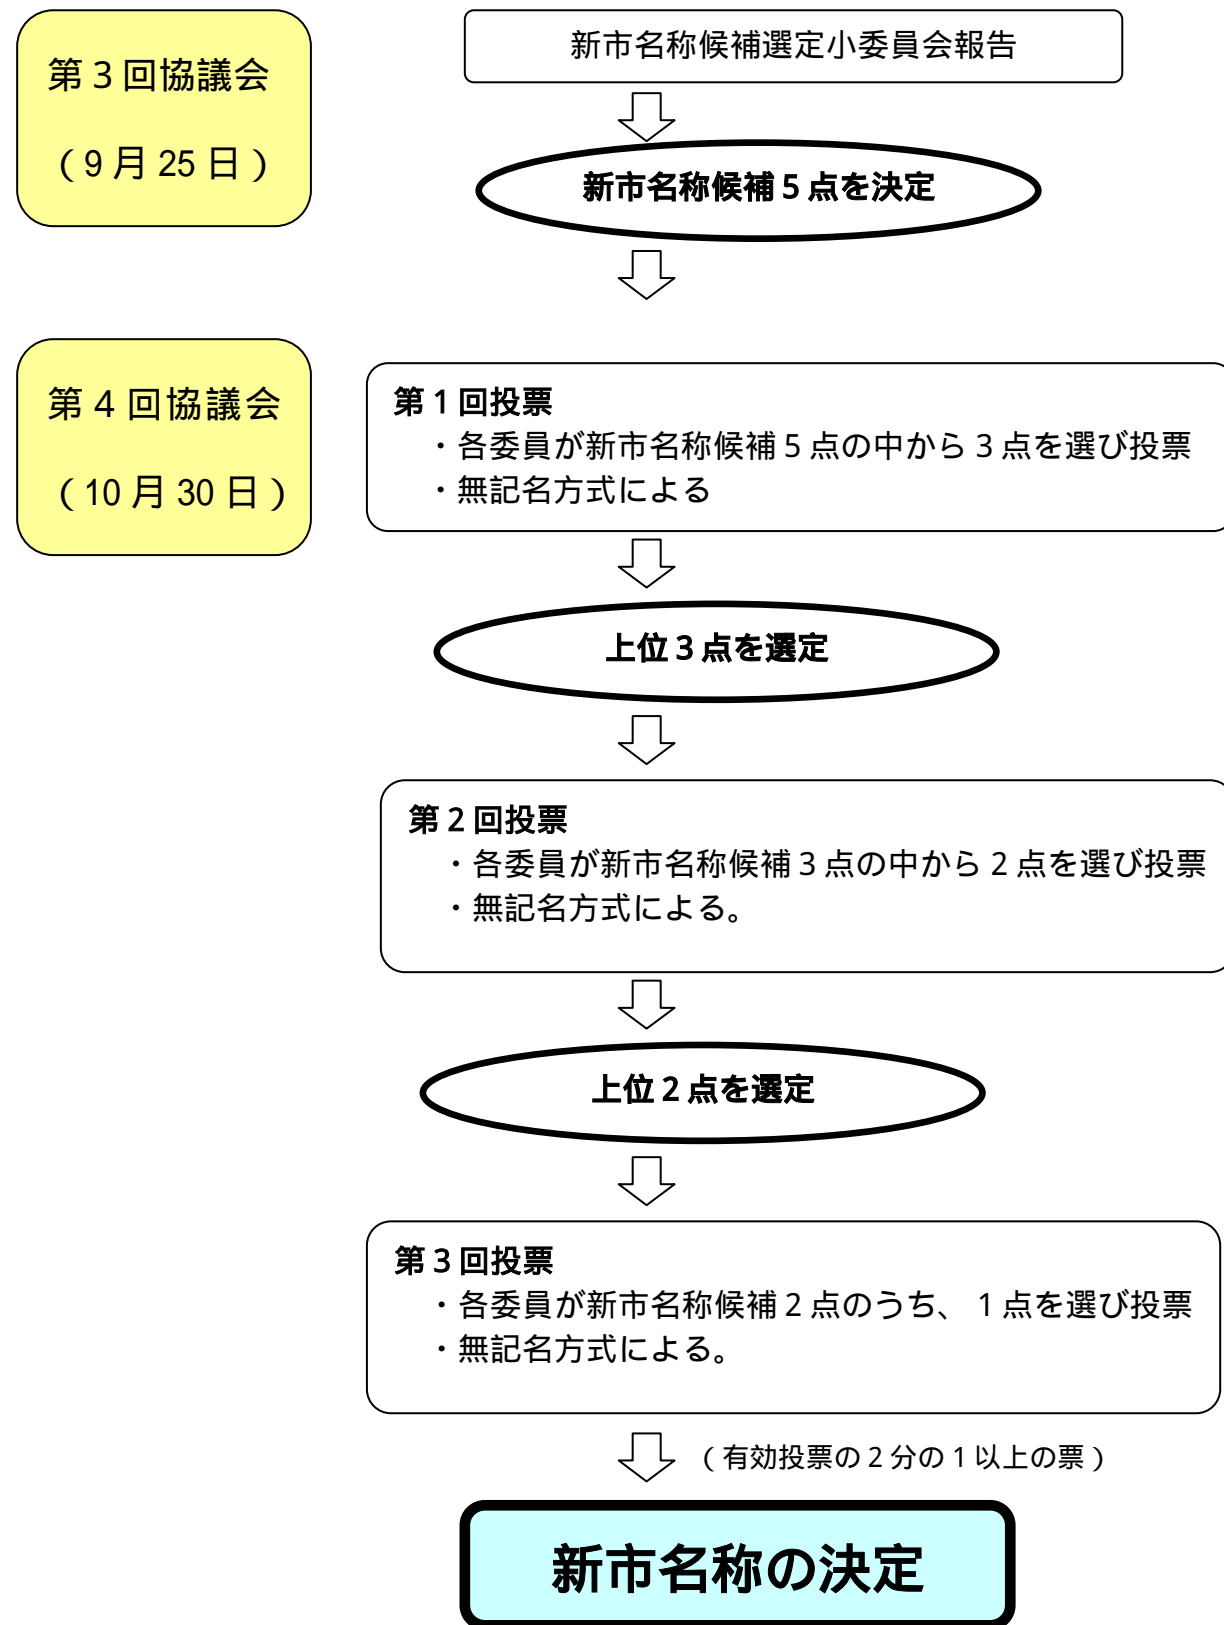 第３回協議会
（9 月 25 日）
新市名称候補選定小委員会報告
新市名称候補５点を決定
第４回協議会
（10 月 30 日）
第１回投票
・各委員が新市名称候補５点の中から３点を選び投票
・無記名方式による
上位３点を選定
第２回投票
・各委員が新市名称候補３点の中から２点を選び投票
・無記名方式による。
上位２点を選定
第３回投票
・各委員が新市名称候補２点のうち、１点を選び投票
・無記名方式による。
（有効投票の２分の１以上の票）
新市名称の決定